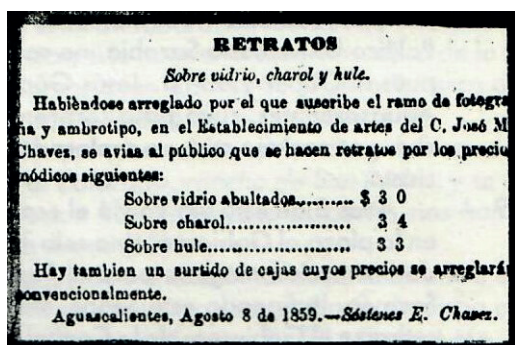 RETRATOS
Sobre vidrio, charol y hule.
Habièndose arreglado por el que suscribe el ramo de fotogra
fia y ambrotipo, en el Establecimiento de artes del C. José M
Chaves, se avisa al público que se hacen retratos por los precio
módicos siguientes:
Sobre vidrio abultados......... $ 3 0
Sobre charol..................... " 3 4
Sobre hule....................... " 3 3
Hay tambien un surtido de cajas cuyos precios se arreglará
convencionalmente.
Aguascalientes, Agosto 8 de 1859.—Sóstenes E. Chavez.